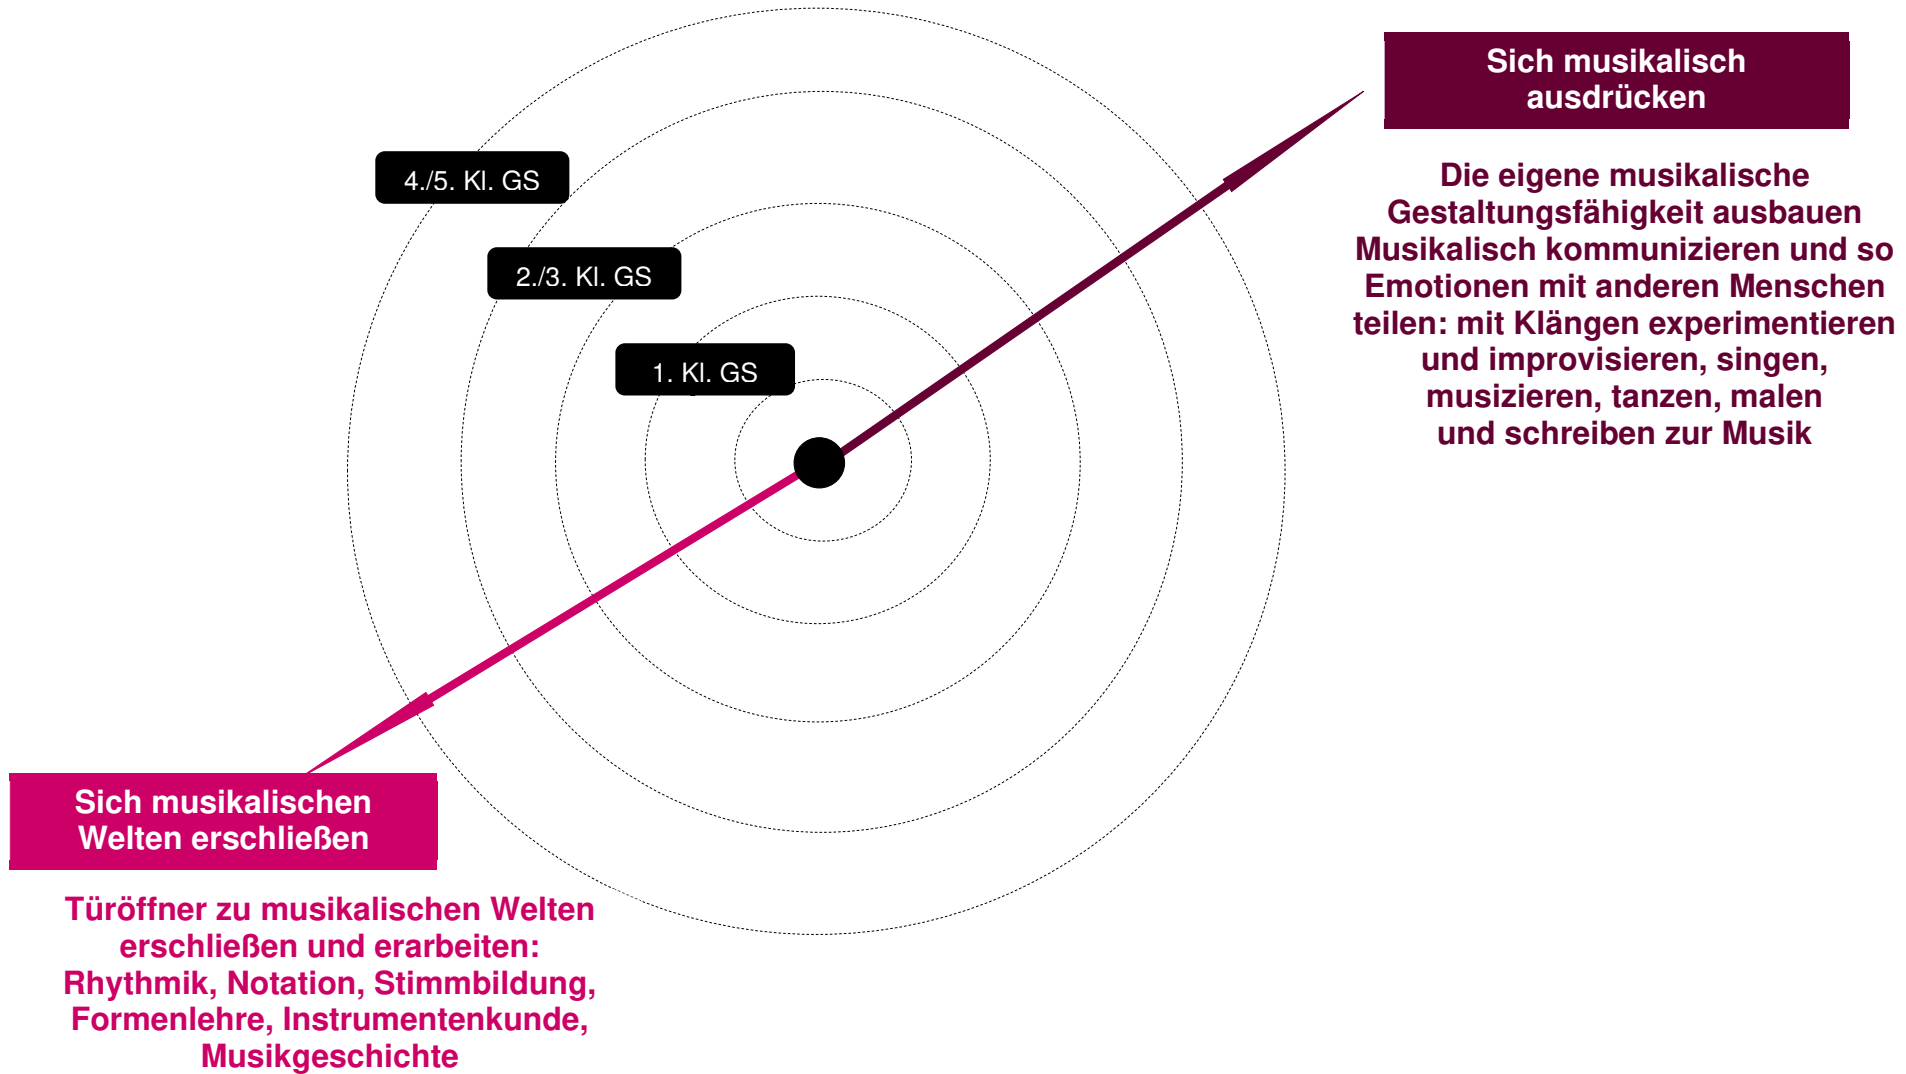 Sich musikalisch
ausdrücken
Die eigene musikalische
Gestaltungsfähigkeit ausbauen
Musikalisch kommunizieren und so
Emotionen mit anderen Menschen
teilen: mit Klängen experimentieren
und improvisieren, singen,
musizieren, tanzen, malen
und schreiben zur Musik
4./5. Kl. GS
2./3. Kl. GS
1. Kl. GS
Sich musikalischen
Welten erschließen
Türöffner zu musikalischen Welten
erschließen und erarbeiten:
Rhythmik, Notation, Stimmbildung,
Formenlehre, Instrumentenkunde,
Musikgeschichte